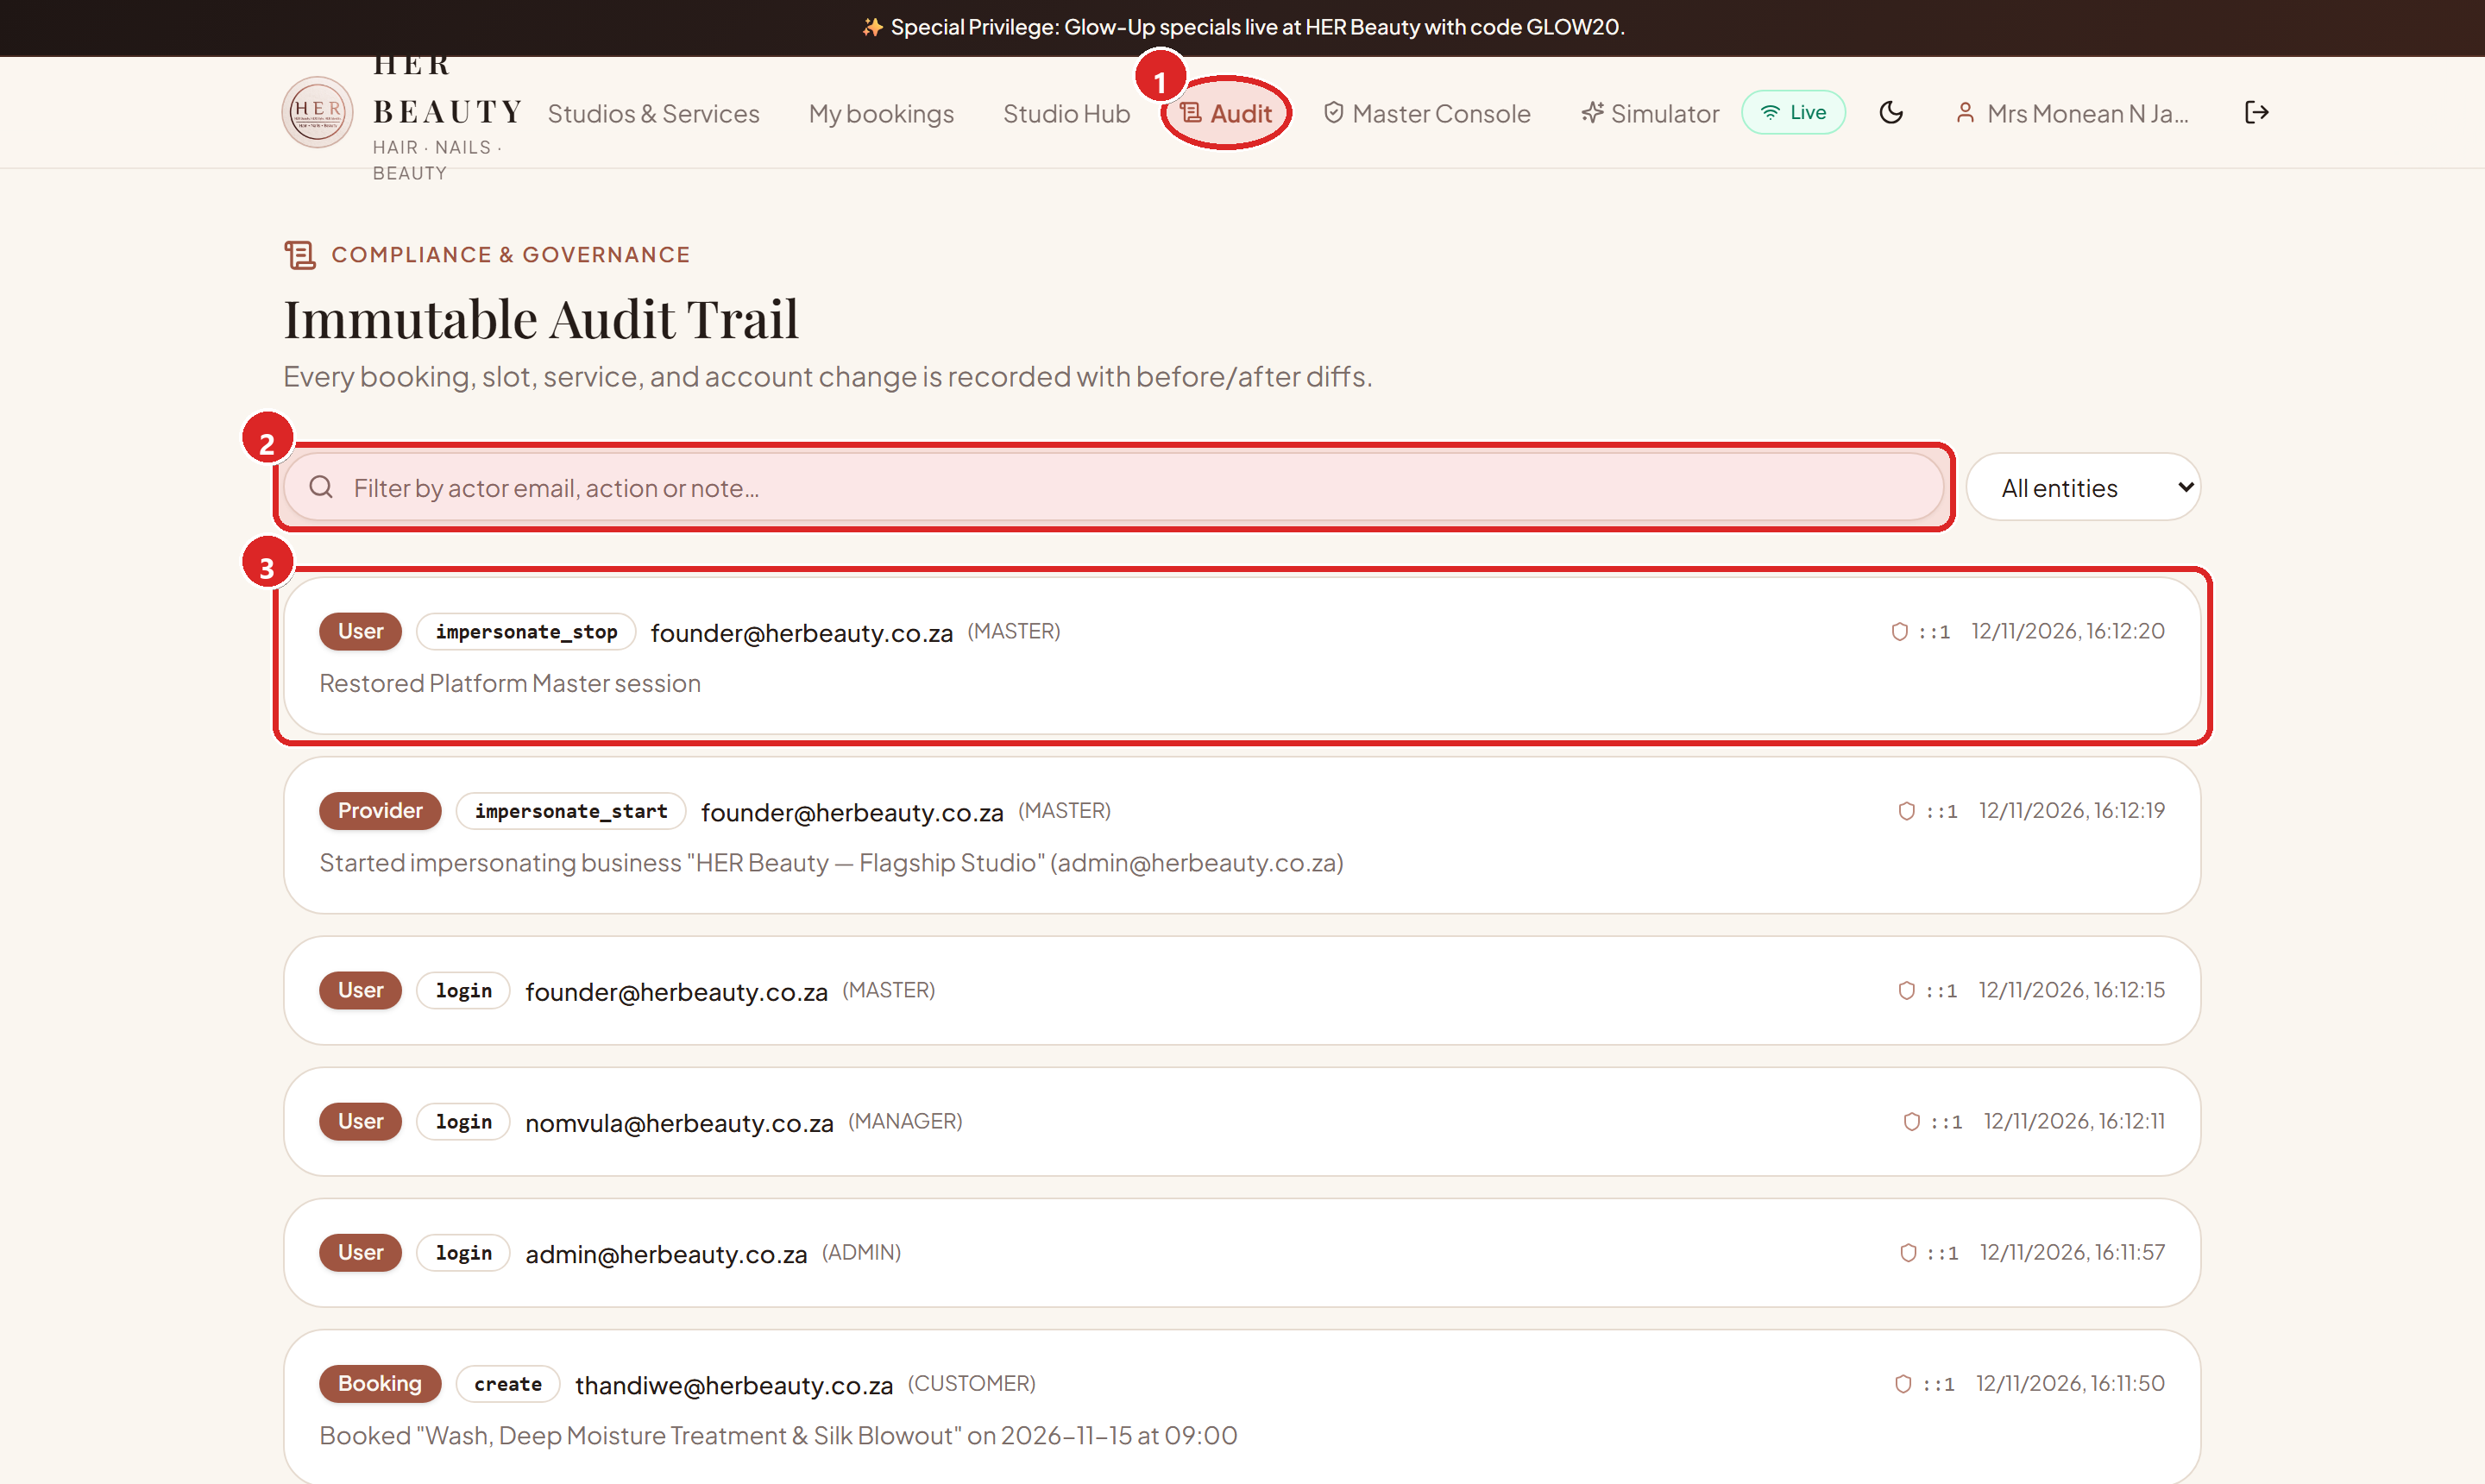 ✨ Special Privilege: Glow-Up specials live at HER Beauty with code GLOW20.
HER
BEAUTY
HAIR · NAILS ·
BEAUTY
HER
Studios & Services
My bookings
Studio Hub
1
Audit
Master Console
Simulator
Live
Mrs Monean N Ja...
COMPLIANCE & GOVERNANCE
Immutable Audit Trail
Every booking, slot, service, and account change is recorded with before/after diffs.
2
Filter by actor email, action or note...
All entities
3
User impersonate_stop founder@herbeauty.co.za (MASTER) ::1 12/11/2026, 16:12:20
Restored Platform Master session
Provider impersonate_start founder@herbeauty.co.za (MASTER) ::1 12/11/2026, 16:12:19
Started impersonating business "HER Beauty — Flagship Studio" (admin@herbeauty.co.za)
User login founder@herbeauty.co.za (MASTER) ::1 12/11/2026, 16:12:15
User login nomvula@herbeauty.co.za (MANAGER) ::1 12/11/2026, 16:12:11
User login admin@herbeauty.co.za (ADMIN) ::1 12/11/2026, 16:11:57
Booking create thandiwe@herbeauty.co.za (CUSTOMER) ::1 12/11/2026, 16:11:50
Booked "Wash, Deep Moisture Treatment & Silk Blowout" on 2026-11-15 at 09:00